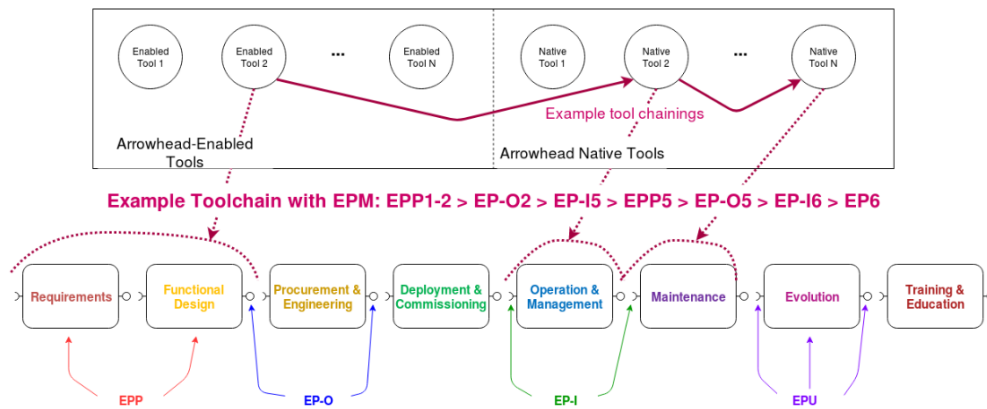 Enabled
Tool 1
Enabled
Tool 2
...
Enabled
Tool N
Native
Tool 1
Native
Tool 2
...
Native
Tool N
Example tool chainings
Arrowhead-Enabled
Tools
Arrowhead Native Tools
Example Toolchain with EPM: EPP1-2 > EP-O2 > EP-I5 > EPP5 > EP-O5 > EP-I6 > EP6
Requirements
Functional
Design
Procurement &
Engineering
Deployment &
Commissioning
Operation &
Management
Maintenance
Evolution
Training &
Education
EPP
EP-O
EP-I
EPU